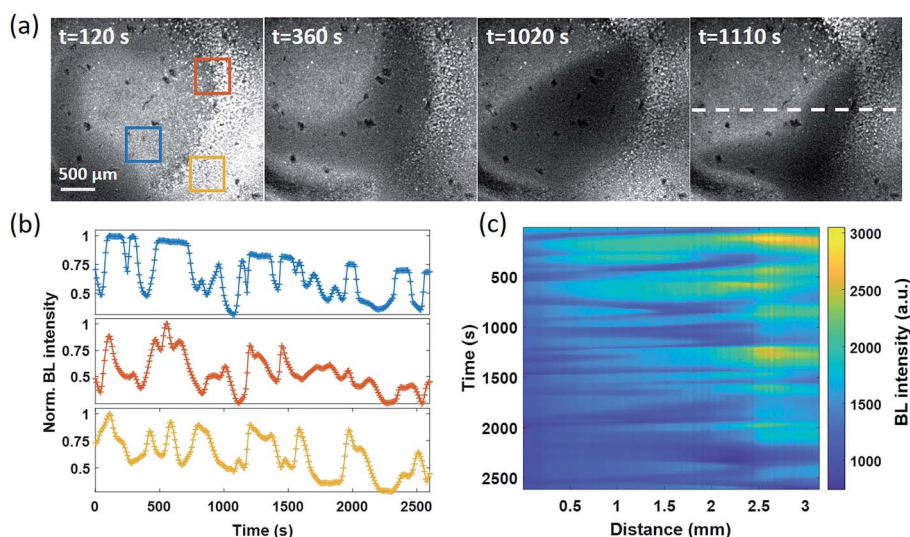 (a)
t=120 s
t=360 s
t=1020 s
t=1110 s
500 µm
(b)
(c)
Norm. BL intensity
1
0.75
0.5
1
0.75
0.5
1
0.75
0.5
0 500 1000 1500 2000 2500
Time (s)
Time (s)
500
1000
1500
2000
2500
0.5 1 1.5 2 2.5 3
Distance (mm)
3000
2500
2000
1500
1000
BL intensity (a.u.)